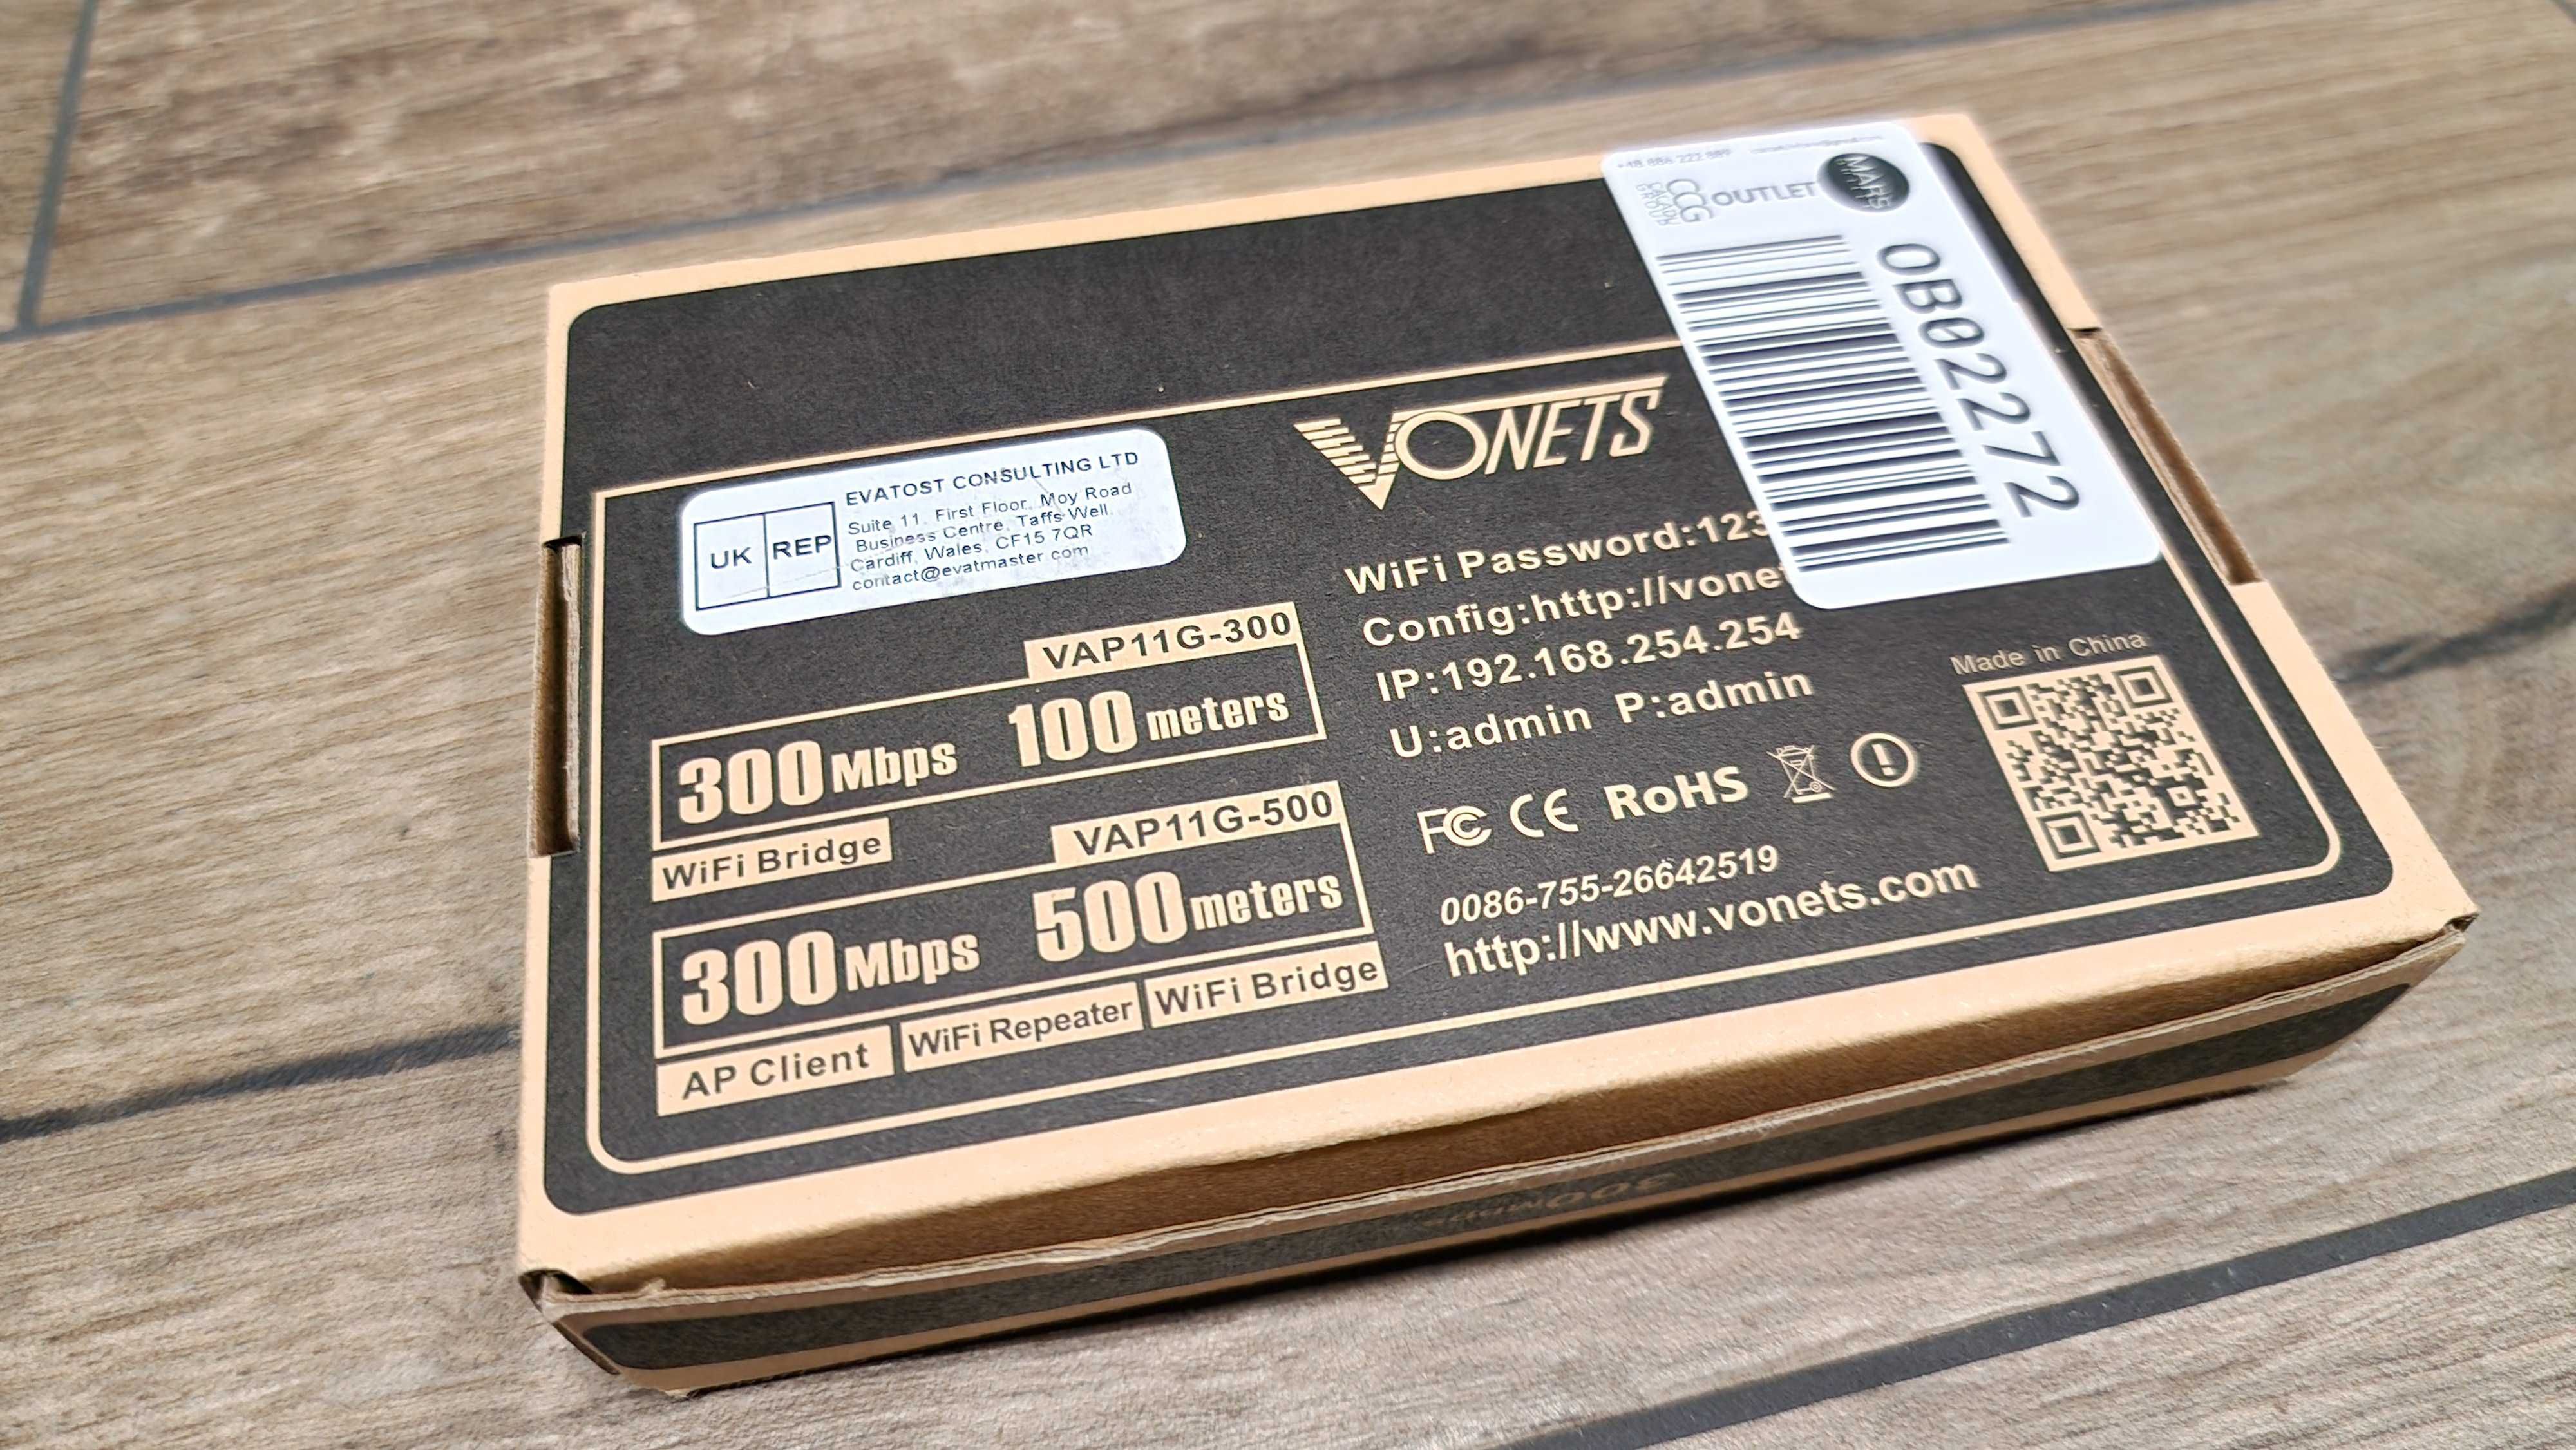 OUTLET
CCG
MARS
0B02272
VONETS
EVATOST CONSULTING LTD
Suite 11, First Floor, Moy Road
Business Centre, Taffs Well,
Cardiff, Wales, CF15 7QR
contact@evatmaster.com
UK REP
WiFi Password:123
Config:http://vone
IP:192.168.254.254
U:admin P:admin
VAP11G-300
300Mbps 100meters
WiFi Bridge
VAP11G-500
300Mbps 500meters
AP Client WiFi Repeater WiFi Bridge
Made in China
FC CE RoHS
0086-755-26642519
http://www.vonets.com